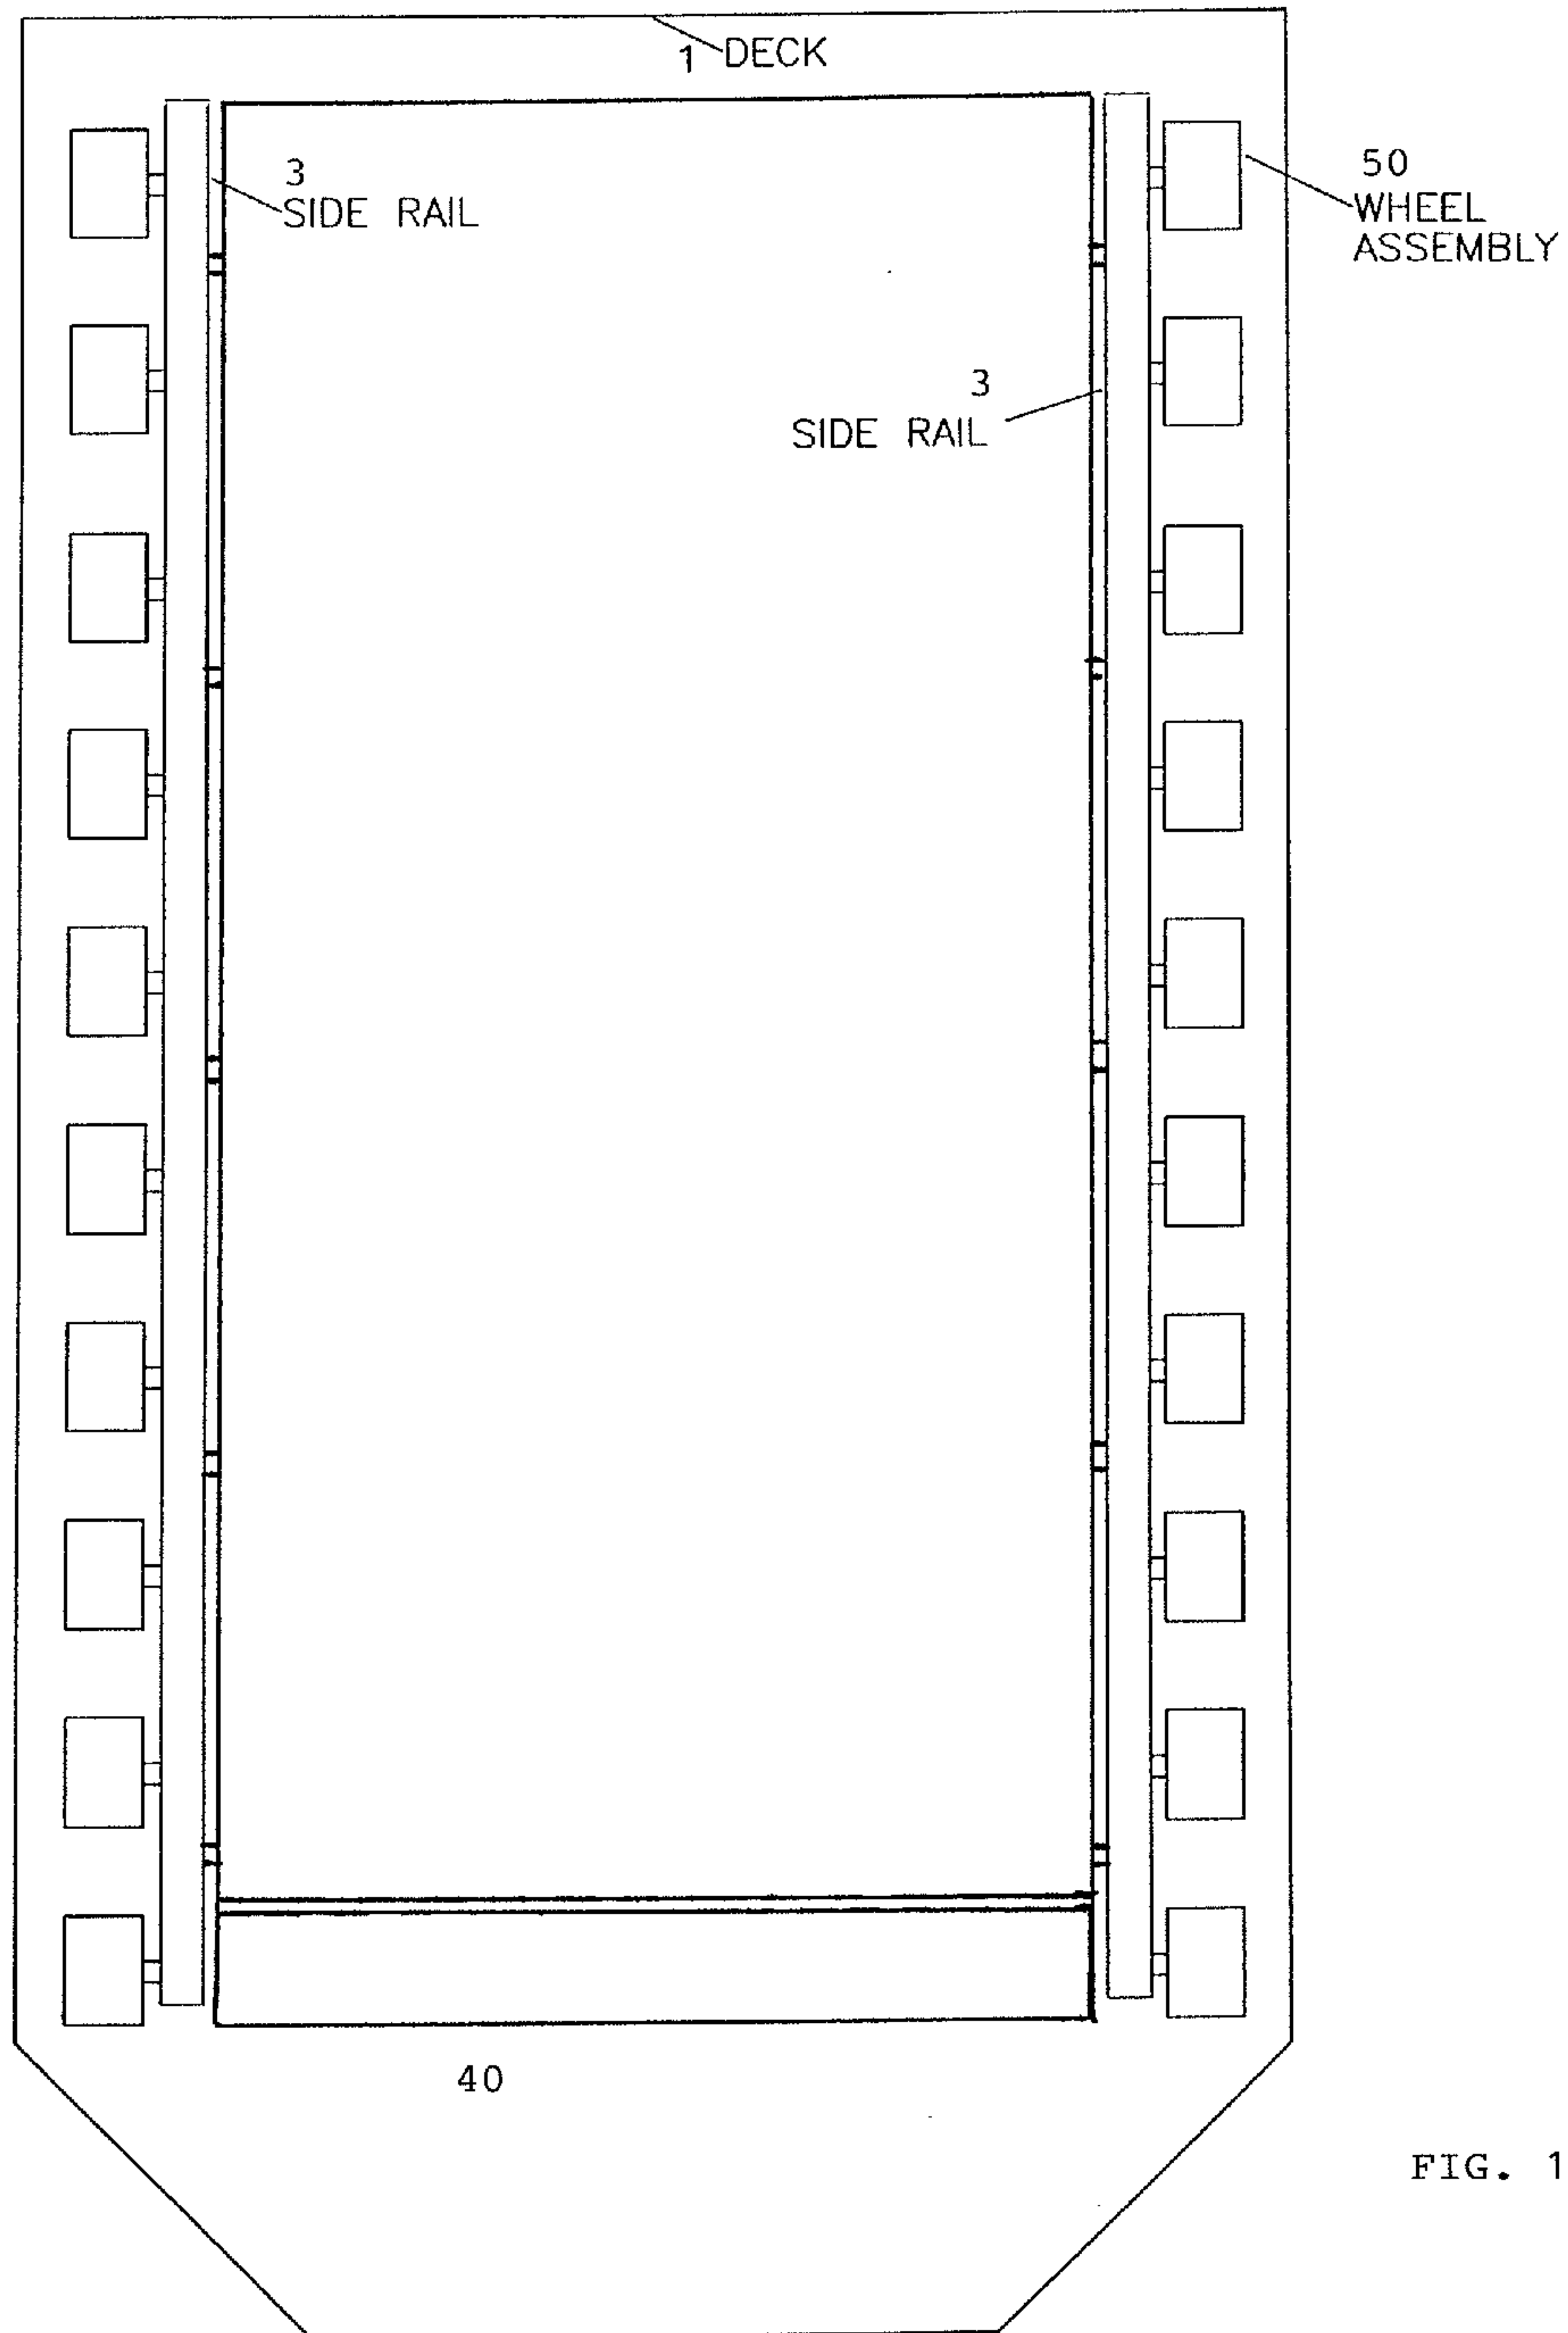 1 DECK
3
SIDE RAIL
50
WHEEL
ASSEMBLY
3
SIDE RAIL
40
FIG. 1